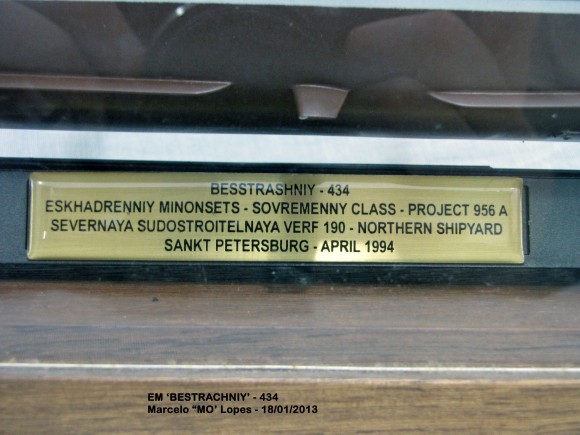 BESSTRASHNIY - 434
ESKHADRENNIY MINONSETS - SOVREMENNY CLASS - PROJECT 956 A
SEVERNAYA SUDOSTROITELNAYA VERF 190 - NORTHERN SHIPYARD
SANKT PETERSBURG - APRIL 1994
EM 'BESTRACHNIY' - 434
Marcelo "MO' Lopes - 18/01/2013